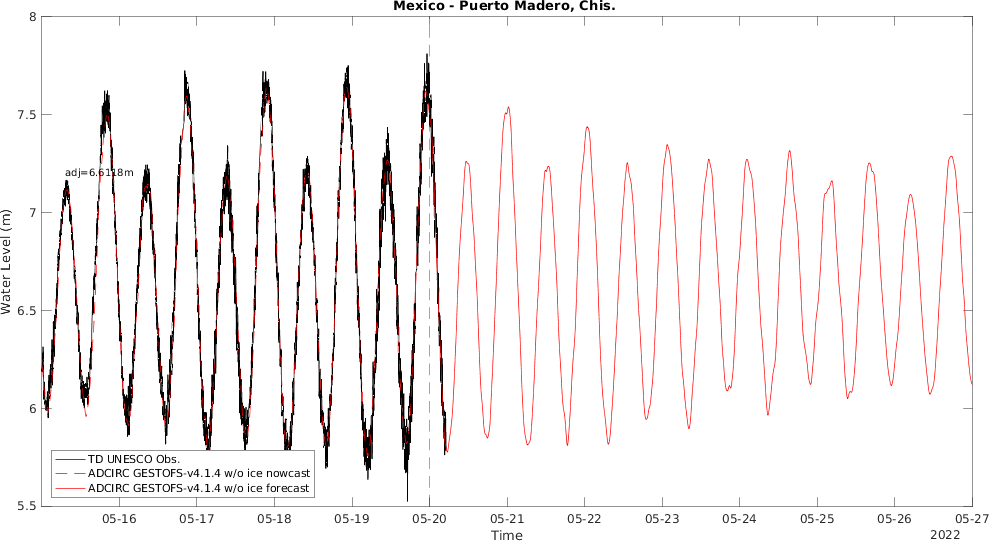 Mexico - Puerto Madero, Chis.
8
7.5
7
6.5
6
5.5
Water Level (m)
adj=6.6118m
TD UNESCO Obs.
ADCIRC GESTOFS-v4.1.4 w/o ice nowcast
ADCIRC GESTOFS-v4.1.4 w/o ice forecast
05-16 05-17 05-18 05-19 05-20 05-21 05-22 05-23 05-24 05-25 05-26 05-27
Time
2022